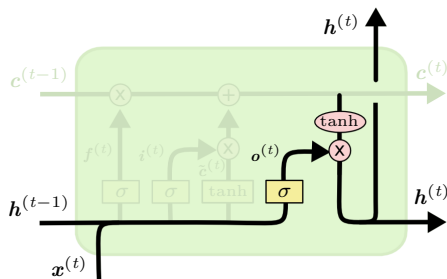 h(t)
c(t−1)
c(t)
×
+
tanh
f(t)
i(t)
c̃(t)
×
o(t)
×
σ
σ
tanh
σ
h(t−1)
h(t)
x(t)